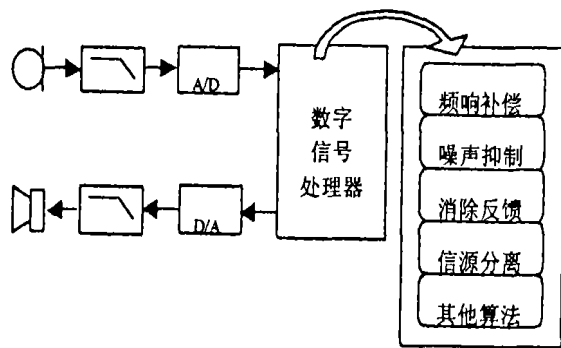 A/D
数字
信号
处理器
D/A
频响补偿
噪声抑制
消除反馈
信源分离
其他算法